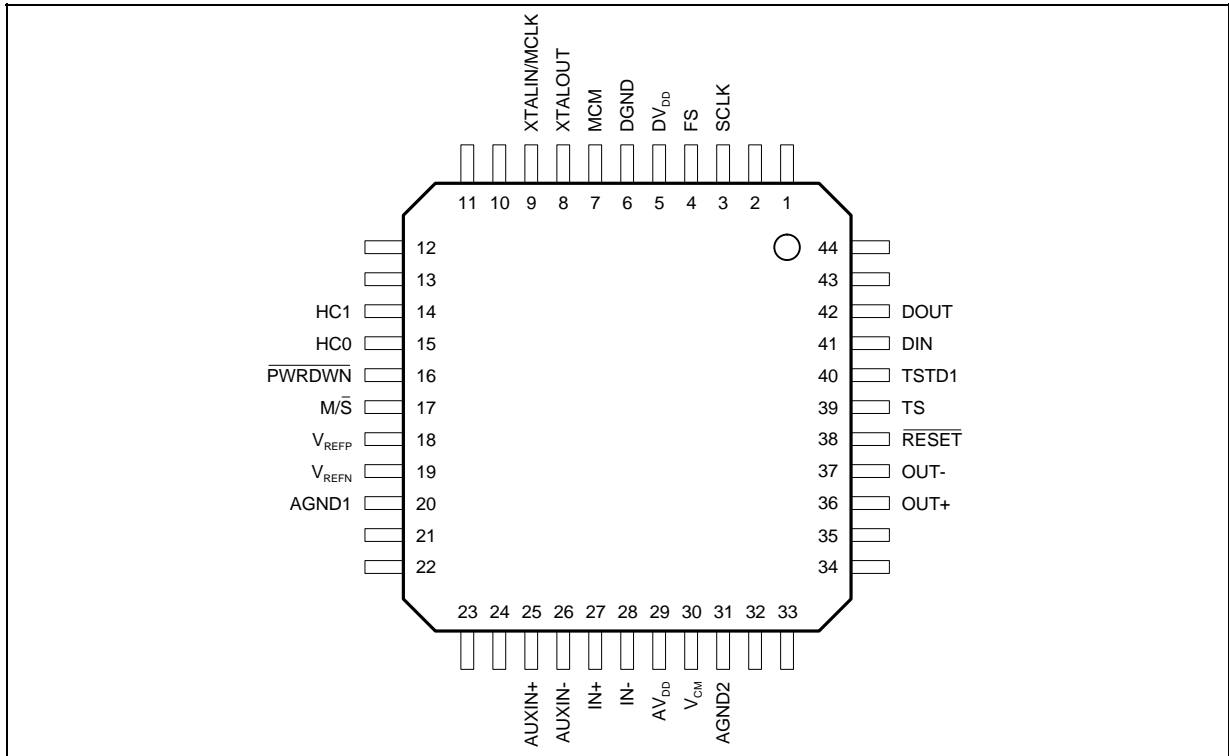 XTALIN/MCLK
XTALOUT
MCM
DGND
DVDD
FS
SCLK
11 10 9 8 7 6 5 4 3 2 1
12 44
13 43
HC1 14 42 DOUT
HC0 15 41 DIN
PWRDWN 16 40 TSTD1
M/S̅ 17 39 TS
VREFP 18 38 RESET
VREFN 19 37 OUT-
AGND1 20 36 OUT+
21 35
22 34
23 24 25 26 27 28 29 30 31 32 33
AUXIN+
AUXIN-
IN+
IN-
AVDD
VCM
AGND2